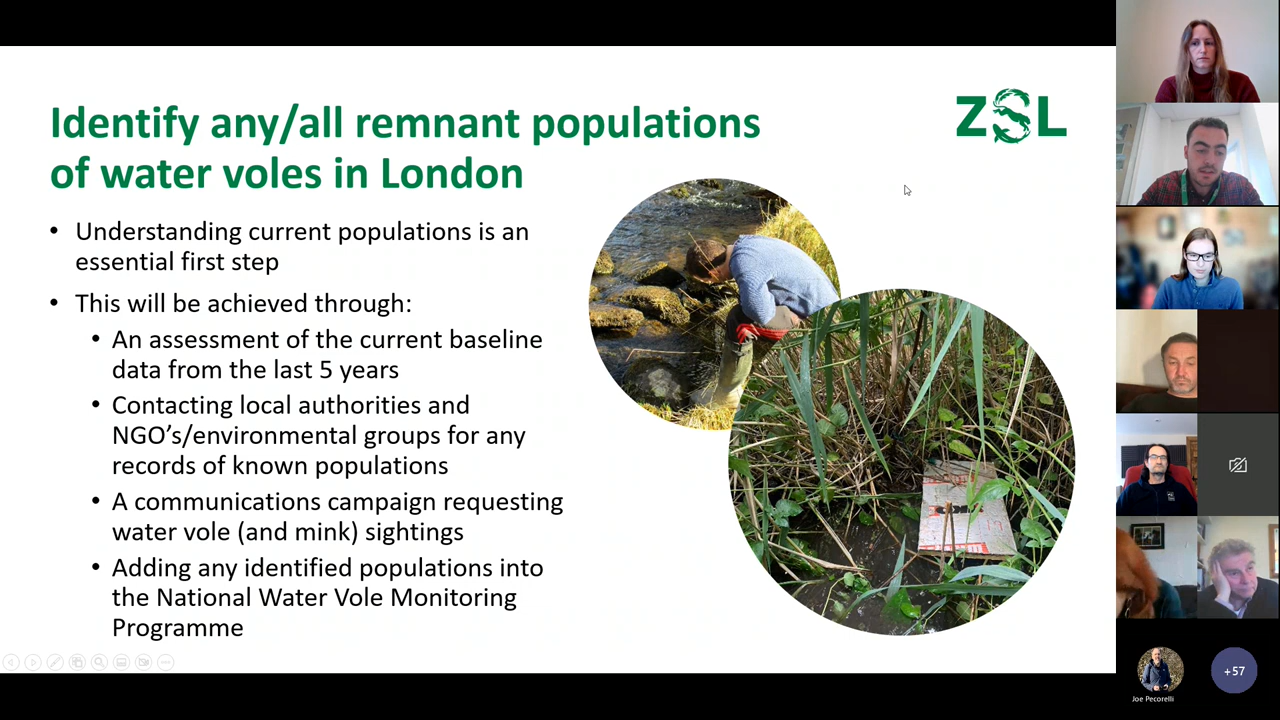 Identify any/all remnant populations
of water voles in London
ZSL
• Understanding current populations is an
essential first step
• This will be achieved through:
• An assessment of the current baseline
data from the last 5 years
• Contacting local authorities and
NGO's/environmental groups for any
records of known populations
• A communications campaign requesting
water vole (and mink) sightings
• Adding any identified populations into
the National Water Vole Monitoring
Programme
Joe Pecorelli
+57